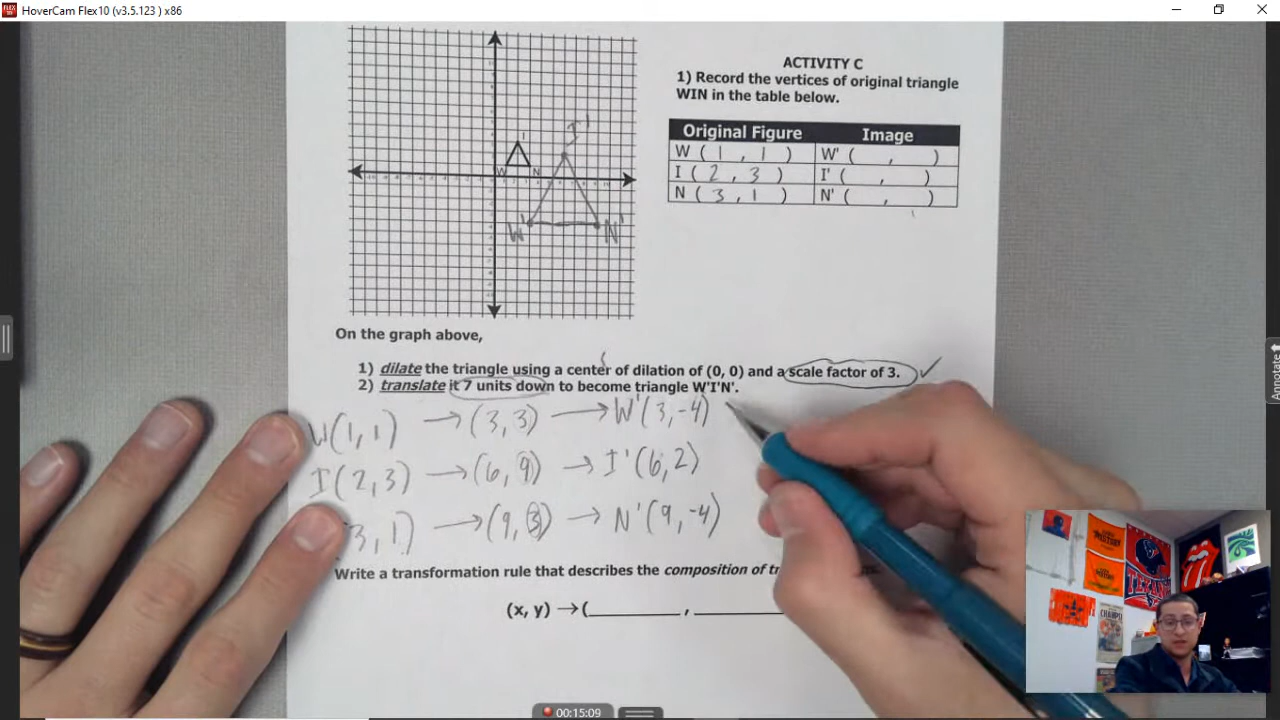 HoverCam Flex10 (v3.5.123 ) x86
ACTIVITY C
1) Record the vertices of original triangle
WIN in the table below.
Original Figure Image
W ( 1 , 1 ) W' ( , )
I ( 2 , 3 ) I' ( , )
N ( 3 , 1 ) N' ( , )
I'
I
W N
W' N'
On the graph above,
1) dilate the triangle using a center of dilation of (0, 0) and a scale factor of 3. ✓
2) translate it 7 units down to become triangle W'I'N'.
W(1, 1) → (3, 3) → W'(3, -4)
I(2, 3) → (6, 9) → I'(6, 2)
3, 1) → (9, 3) → N'(9, -4)
Write a transformation rule that describes the composition of
(x, y) → (__________ , __________
TEXANS
Annotate
00:15:09